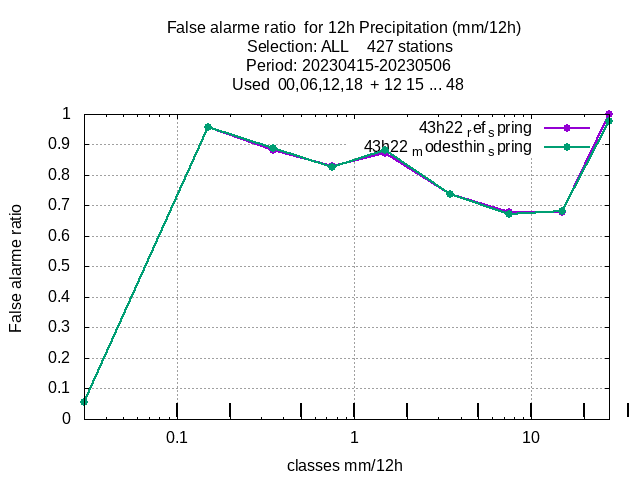 False alarme ratio  for 12h Precipitation (mm/12h)
Selection: ALL    427 stations
Period: 20230415-20230506
Used  00,06,12,18  + 12 15 ... 48
43h22 ref spring
43h22 modesthin spring
1
0.9
0.8
0.7
0.6
0.5
0.4
0.3
0.2
0.1
0
False alarme ratio
0.1 1 10
classes mm/12h